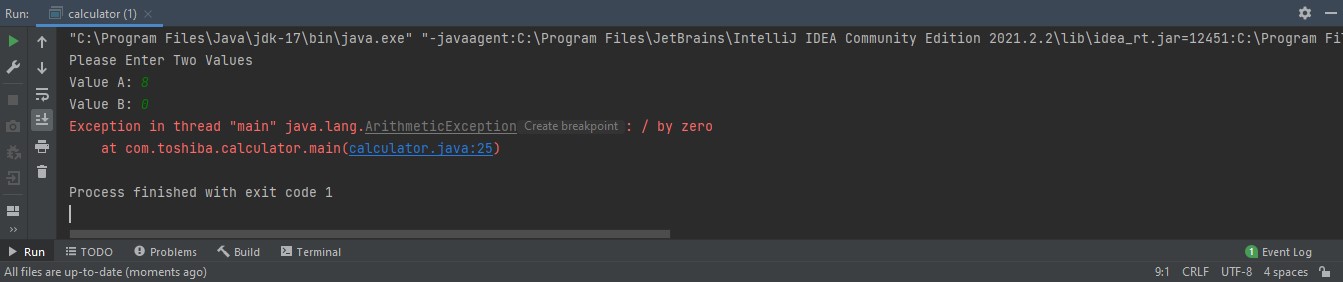 Run: calculator (1)
"C:\Program Files\Java\jdk-17\bin\java.exe" "-javaagent:C:\Program Files\JetBrains\IntelliJ IDEA Community Edition 2021.2.2\lib\idea_rt.jar=12451:C:\Program Fi
Please Enter Two Values
Value A: 8
Value B: 0
Exception in thread "main" java.lang.ArithmeticException Create breakpoint : / by zero
at com.toshiba.calculator.main(calculator.java:25)
Process finished with exit code 1
Run TODO Problems Build Terminal 1 Event Log
All files are up-to-date (moments ago) 9:1 CRLF UTF-8 4 spaces